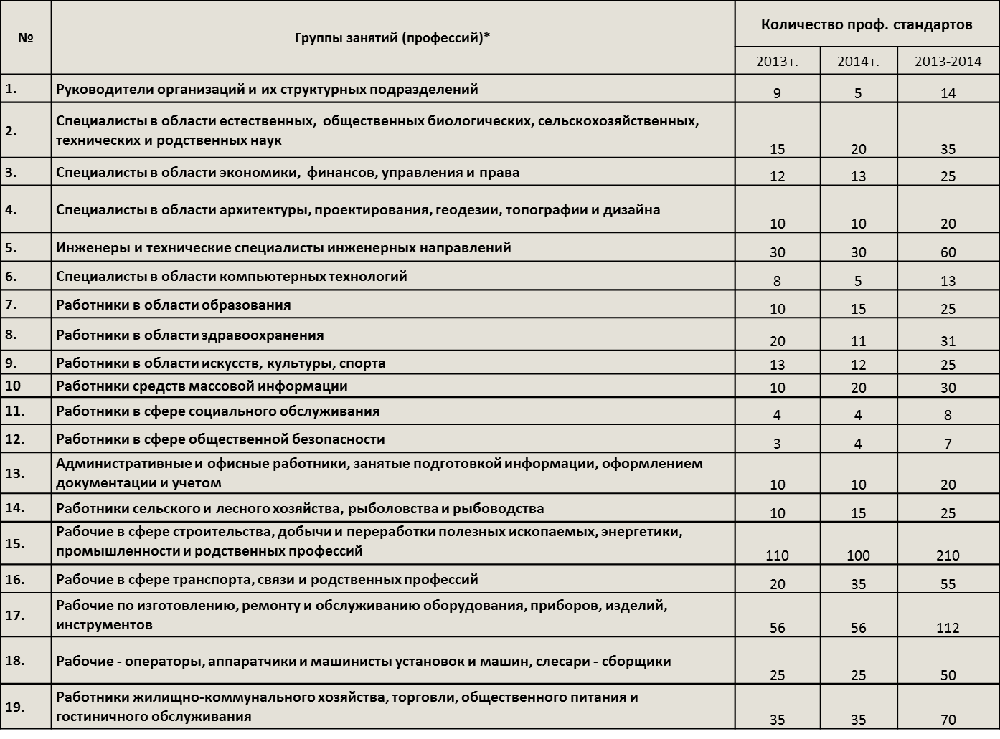 № Группы занятий (профессий)* Количество проф. стандартов
2013 г. 2014 г. 2013-2014
1. Руководители организаций и их структурных подразделений 9 5 14
2. Специалисты в области естественных, общественных биологических, сельскохозяйственных,
технических и родственных наук 15 20 35
3. Специалисты в области экономики, финансов, управления и права 12 13 25
4. Специалисты в области архитектуры, проектирования, геодезии, топографии и дизайна 10 10 20
5. Инженеры и технические специалисты инженерных направлений 30 30 60
6. Специалисты в области компьютерных технологий 8 5 13
7. Работники в области образования 10 15 25
8. Работники в области здравоохранения 20 11 31
9. Работники в области искусств, культуры, спорта 13 12 25
10 Работники средств массовой информации 10 20 30
11. Работники в сфере социального обслуживания 4 4 8
12. Работники в сфере общественной безопасности 3 4 7
13. Административные и офисные работники, занятые подготовкой информации, оформлением
документации и учетом 10 10 20
14. Работники сельского и лесного хозяйства, рыболовства и рыбоводства 10 15 25
15. Рабочие в сфере строительства, добычи и переработки полезных ископаемых, энергетики,
промышленности и родственных профессий 110 100 210
16. Рабочие в сфере транспорта, связи и родственных профессий 20 35 55
17. Рабочие по изготовлению, ремонту и обслуживанию оборудования, приборов, изделий,
инструментов 56 56 112
18. Рабочие - операторы, аппаратчики и машинисты установок и машин, слесари - сборщики 25 25 50
19. Работники жилищно-коммунального хозяйства, торговли, общественного питания и
гостиничного обслуживания 35 35 70